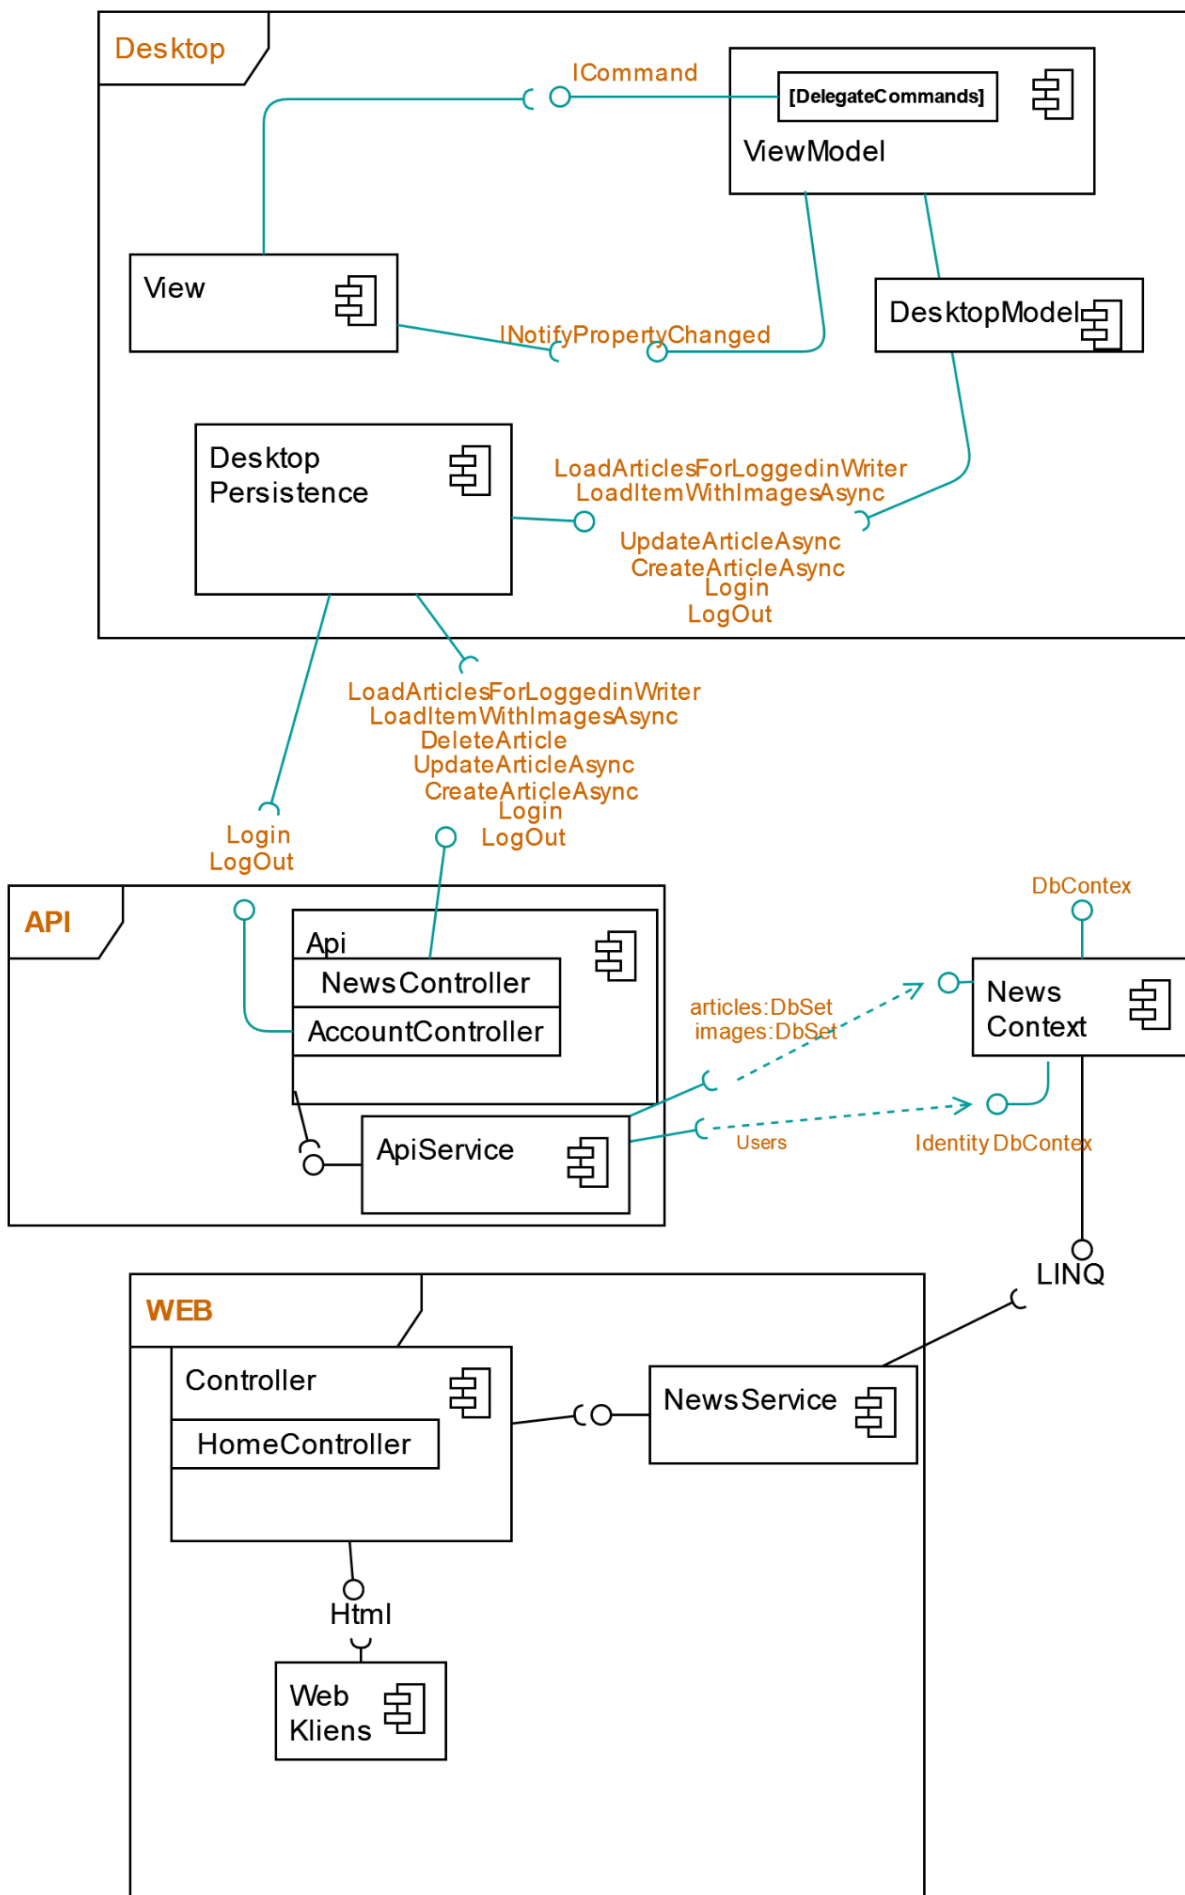 Desktop
ICommand
[DelegateCommands]
ViewModel
View
DesktopModel
INotifyPropertyChanged
Desktop
Persistence
LoadArticlesForLoggedinWriter
LoadItemWithImagesAsync
UpdateArticleAsync
CreateArticleAsync
Login
LogOut
LoadArticlesForLoggedinWriter
LoadItemWithImagesAsync
DeleteArticle
UpdateArticleAsync
CreateArticleAsync
Login
LogOut
Login
LogOut
API
Api
NewsController
AccountController
DbContex
articles:DbSet
images:DbSet
News
Context
ApiService
Users
Identity DbContex
LINQ
WEB
Controller
HomeController
NewsService
Html
Web
Kliens